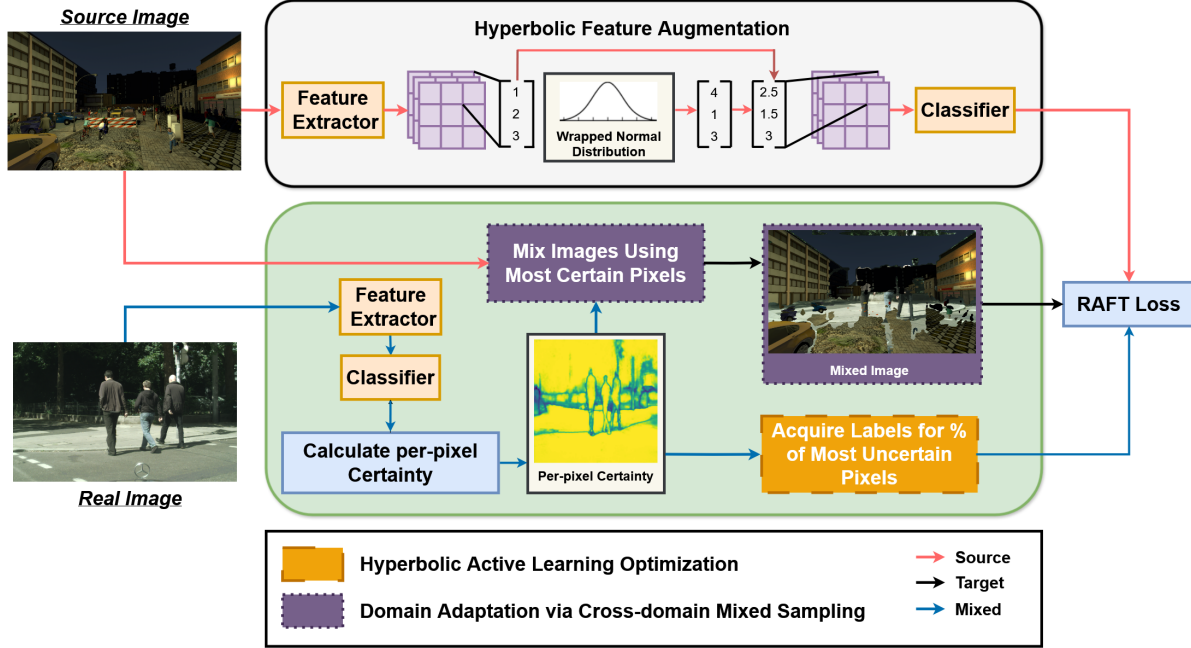 Source Image
Hyperbolic Feature Augmentation
Feature
Extractor
1
2
3
Wrapped Normal
Distribution
4
1
3
2.5
1.5
3
Classifier
Mix Images Using
Most Certain Pixels
Mixed Image
RAFT Loss
Feature
Extractor
Classifier
Calculate per-pixel
Certainty
Per-pixel Certainty
Acquire Labels for %
of Most Uncertain
Pixels
Real Image
Hyperbolic Active Learning Optimization
Domain Adaptation via Cross-domain Mixed Sampling
Source
Target
Mixed